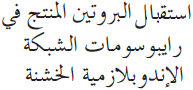 استقبال البروتين المنتج في
رايبوسومات الشبكة
الإندوبلازمية الخشنة